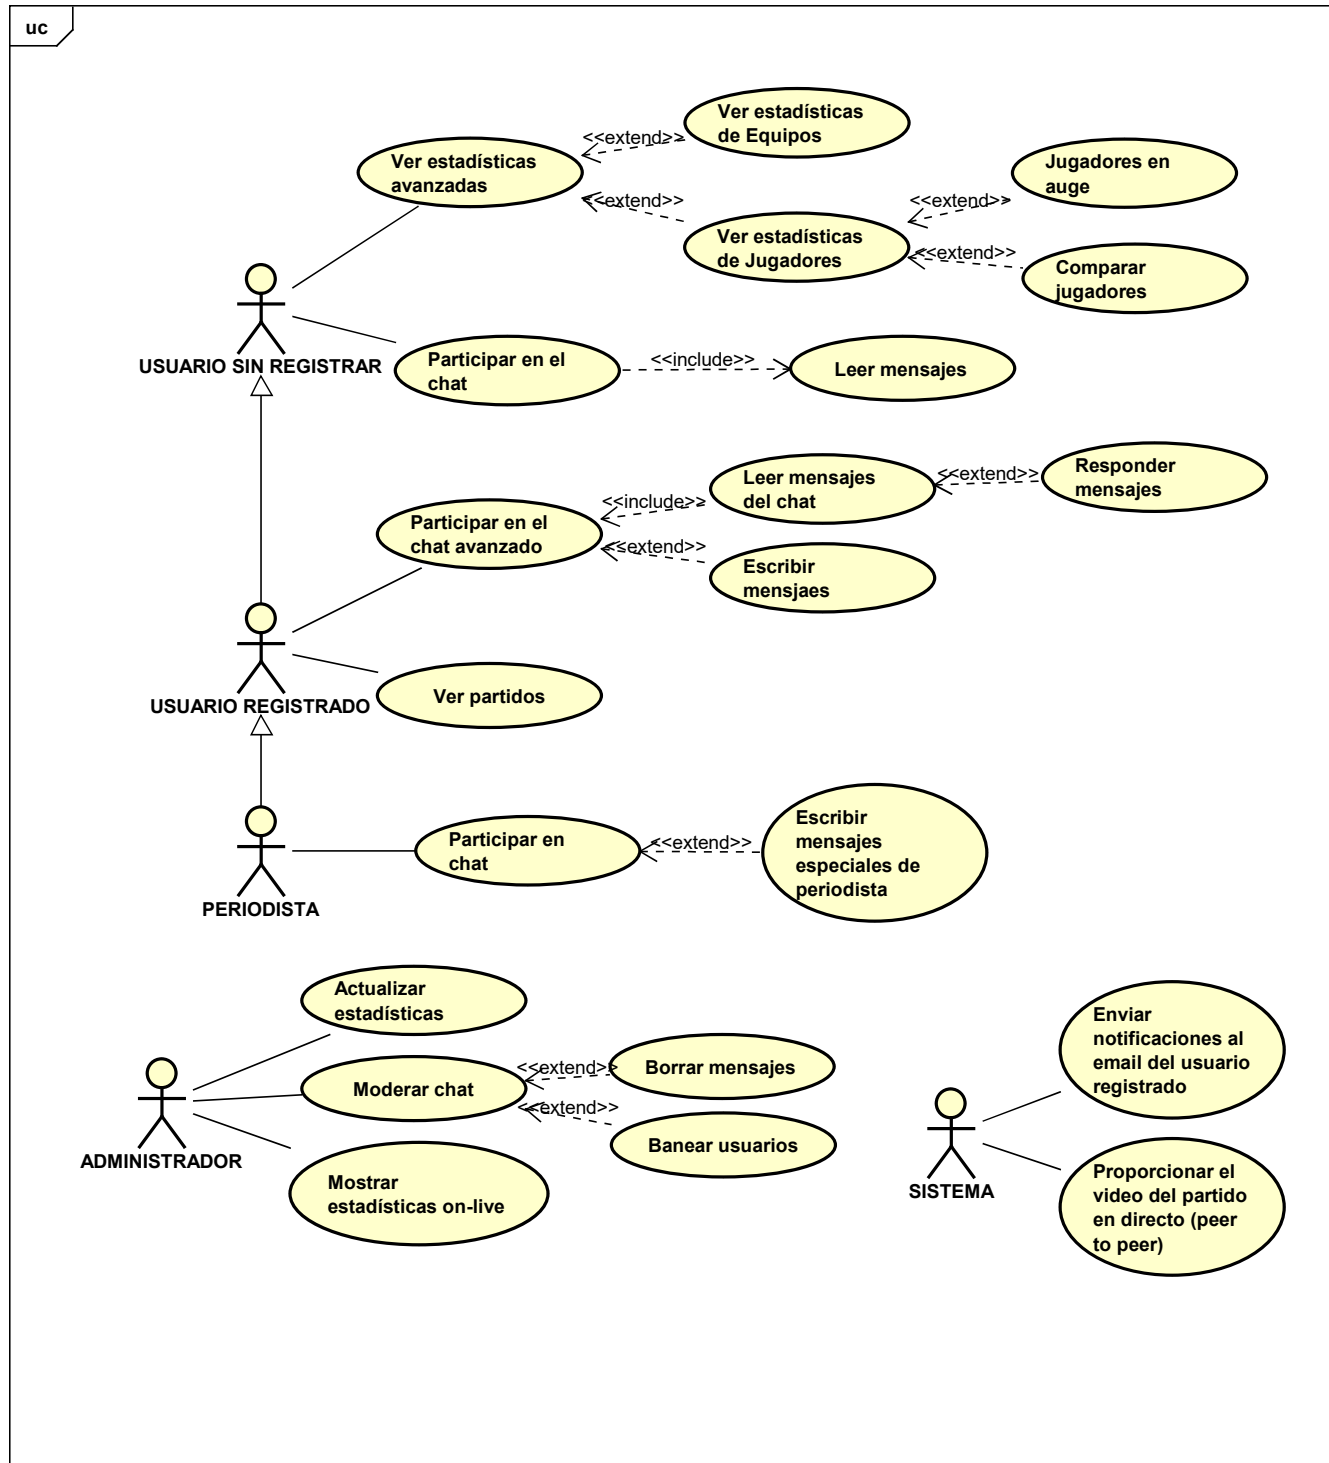 uc
Ver estadísticas
de Equipos
<<extend>>
Ver estadísticas
avanzadas
Jugadores en
auge
<<extend>>
<<extend>>
Ver estadísticas
de Jugadores
<<extend>>
Comparar
jugadores
USUARIO SIN REGISTRAR
Participar en el
chat
<<include>>
Leer mensajes
Leer mensajes
del chat
<<extend>>
Responder
mensajes
<<include>>
Participar en el
chat avanzado
<<extend>>
Escribir
mensjaes
USUARIO REGISTRADO
Ver partidos
Participar en
chat
<<extend>>
Escribir
mensajes
especiales de
periodista
PERIODISTA
Actualizar
estadísticas
Moderar chat
<<extend>>
Borrar mensajes
<<extend>>
Banear usuarios
ADMINISTRADOR
Mostrar
estadísticas on-live
Enviar
notificaciones al
email del usuario
registrado
SISTEMA
Proporcionar el
video del partido
en directo (peer
to peer)